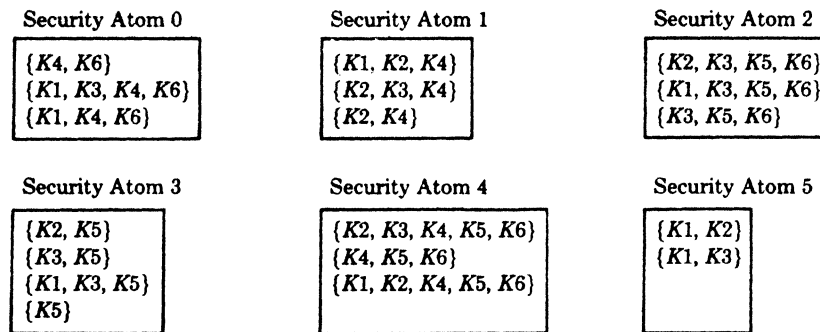 Security Atom 0
{K4, K6}
{K1, K3, K4, K6}
{K1, K4, K6}
Security Atom 1
{K1, K2, K4}
{K2, K3, K4}
{K2, K4}
Security Atom 2
{K2, K3, K5, K6}
{K1, K3, K5, K6}
{K3, K5, K6}
Security Atom 3
{K2, K5}
{K3, K5}
{K1, K3, K5}
{K5}
Security Atom 4
{K2, K3, K4, K5, K6}
{K4, K5, K6}
{K1, K2, K4, K5, K6}
Security Atom 5
{K1, K2}
{K1, K3}